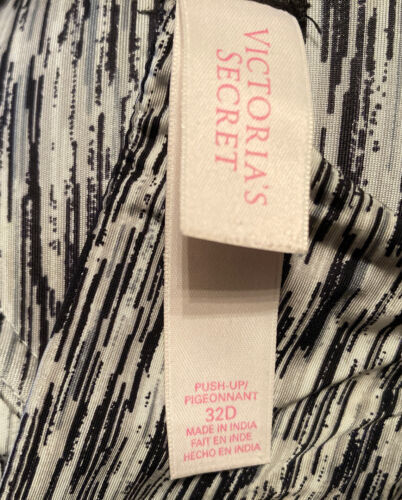 VICTORIA'S
SECRET
PUSH-UP/
PIGEONNANT
32D
MADE IN INDIA
FAIT EN INDE
HECHO EN INDIA